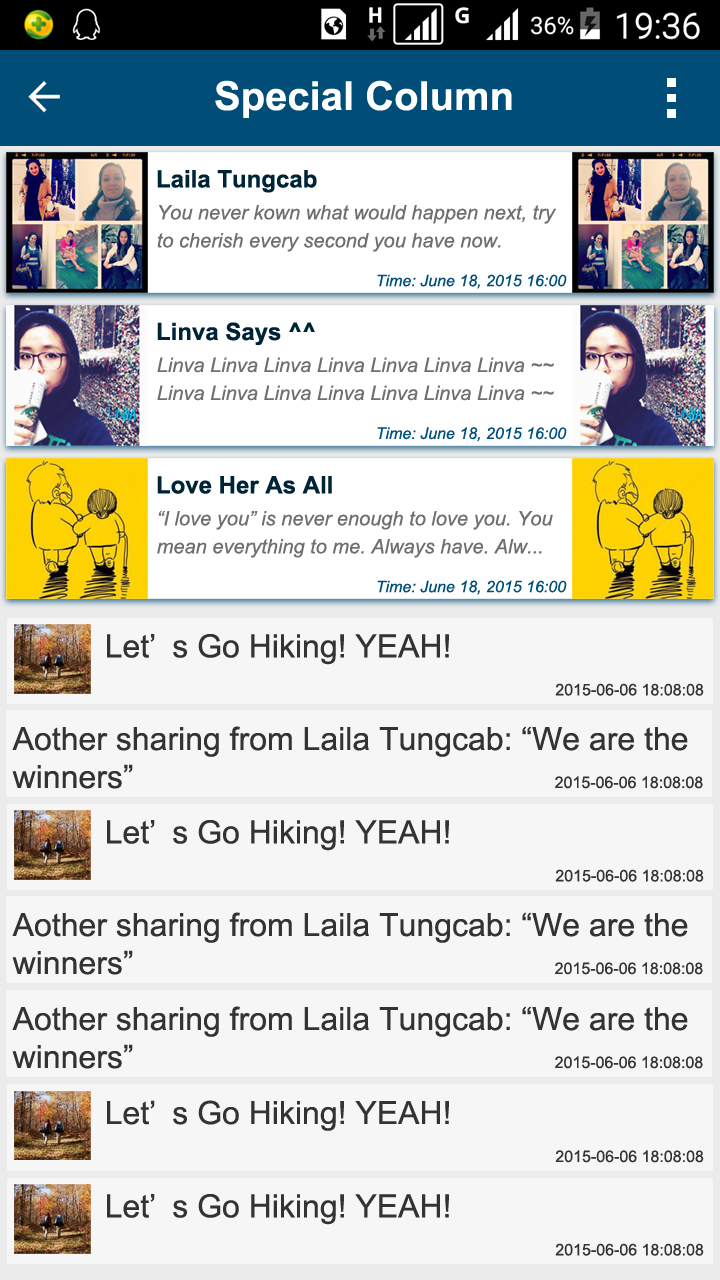 H G 36% 19:36
Special Column
Laila Tungcab
You never kown what would happen next, try
to cherish every second you have now.
Time: June 18, 2015 16:00
Linva Says ^^
Linva Linva Linva Linva Linva Linva Linva ~~
Linva Linva Linva Linva Linva Linva Linva ~~
Time: June 18, 2015 16:00
Love Her As All
“I love you” is never enough to love you. You
mean everything to me. Always have. Alw...
Time: June 18, 2015 16:00
Let’ s Go Hiking! YEAH!
2015-06-06 18:08:08
Aother sharing from Laila Tungcab: “We are the
winners”
2015-06-06 18:08:08
Let’ s Go Hiking! YEAH!
2015-06-06 18:08:08
Aother sharing from Laila Tungcab: “We are the
winners”
2015-06-06 18:08:08
Aother sharing from Laila Tungcab: “We are the
winners”
2015-06-06 18:08:08
Let’ s Go Hiking! YEAH!
2015-06-06 18:08:08
Let’ s Go Hiking! YEAH!
2015-06-06 18:08:08